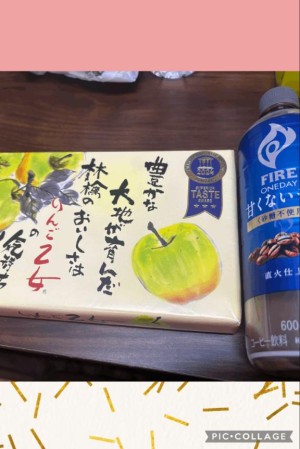 豊かな
大地が育んだ
林檎のおいしさは
りんご乙女の
SUPERIOR
TASTE
AWARD
FIRE
ONEDAY
甘くない
砂糖不使用
直火仕上
600
コーヒー飲料
PIC•COLLAGE